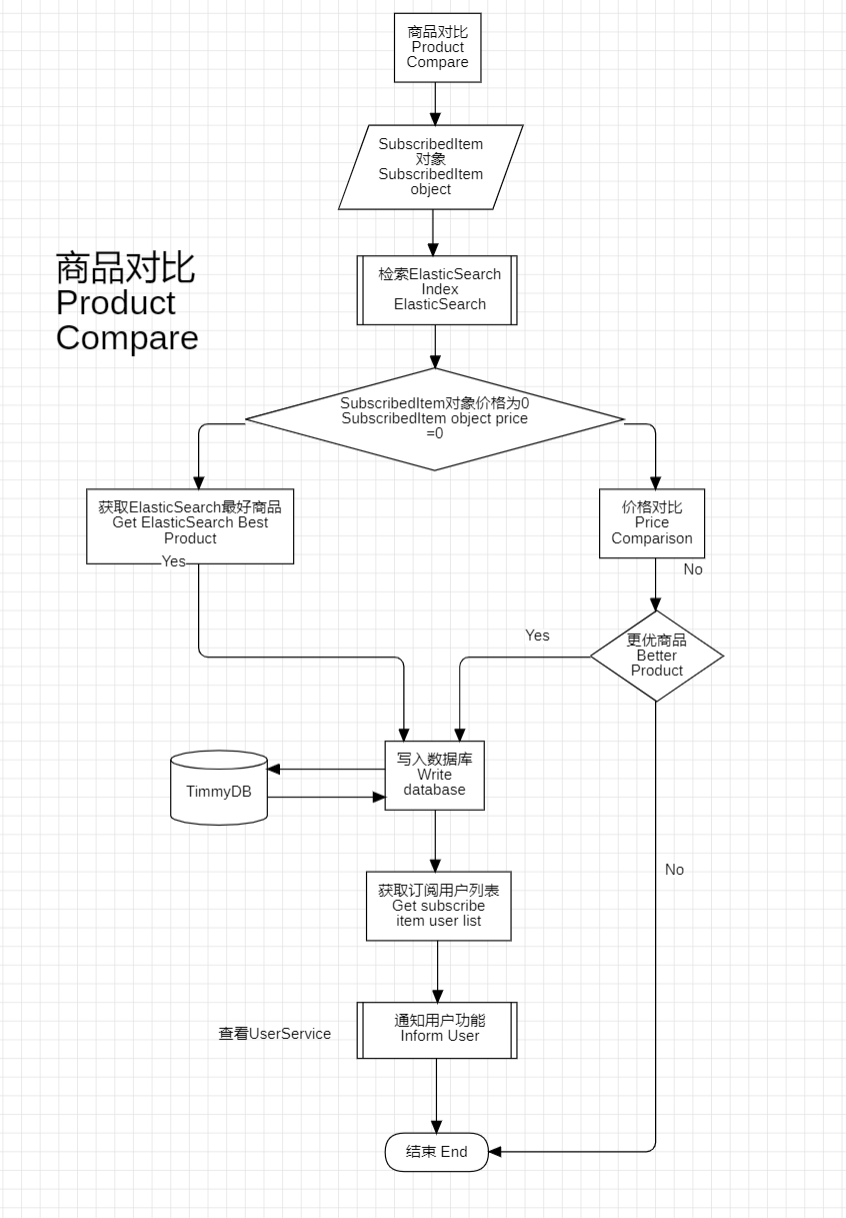 商品对比
Product
Compare
SubscribedItem
对象
SubscribedItem
object
商品对比
Product
Compare
检索ElasticSearch
Index
ElasticSearch
SubscribedItem对象价格为0
SubscribedItem object price
=0
获取ElasticSearch最好商品
Get ElasticSearch Best
Product
Yes
价格对比
Price
Comparison
No
更优商品
Better
Product
Yes
写入数据库
Write
database
TimmyDB
No
获取订阅用户列表
Get subscribe
item user list
查看UserService
通知用户功能
Inform User
结束 End